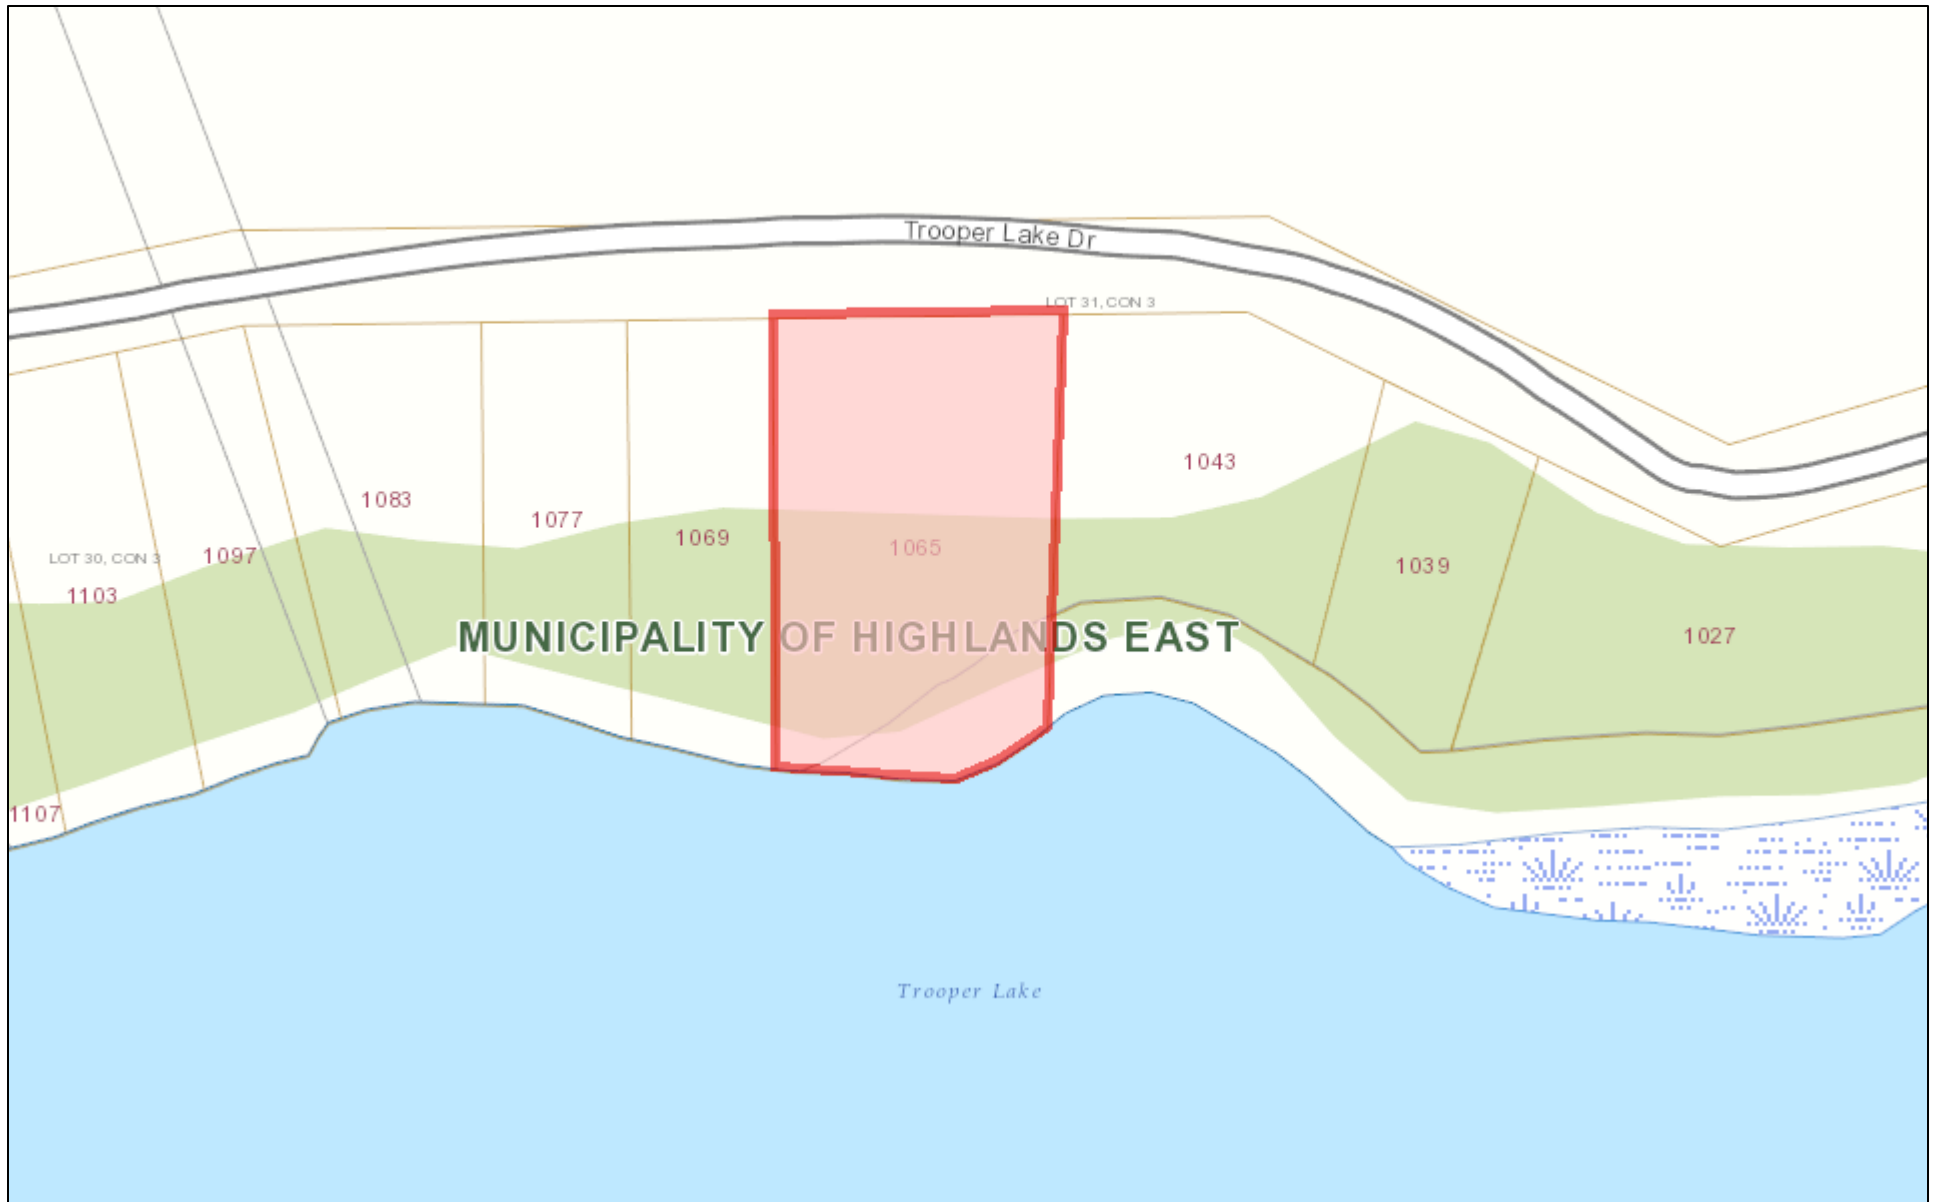 Trooper Lake Dr
LOT 31, CON 3
1043
1083
1077
1069
1065
1097
LOT 30, CON 3
1103
1039
1027
MUNICIPALITY OF HIGHLANDS EAST
1107
Trooper Lake